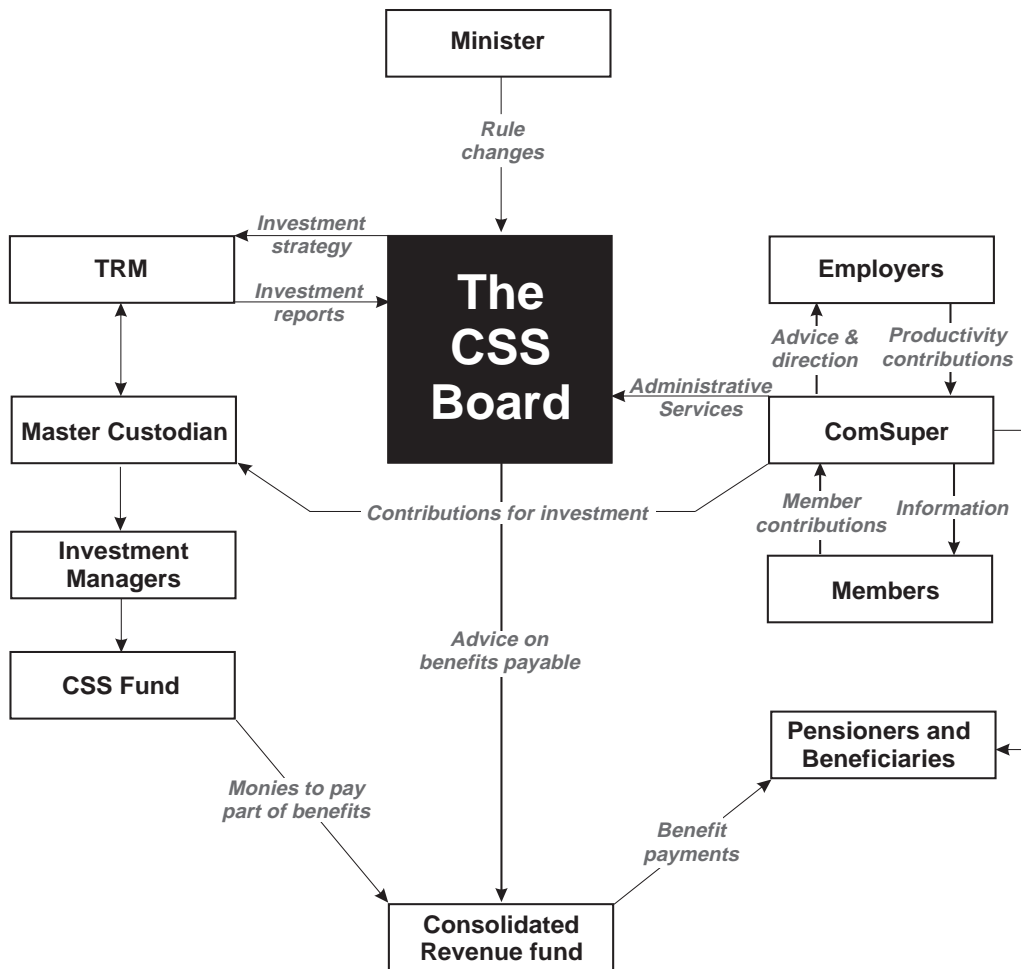 Minister
Rule
changes
Investment
strategy
TRM
Investment
reports
The
CSS
Board
Employers
Advice &
direction
Productivity
contributions
Administrative
Services
Master Custodian
ComSuper
Contributions for investment
Member
contributions
Information
Investment
Managers
Members
Advice on
benefits payable
CSS Fund
Pensioners and
Beneficiaries
Monies to pay
part of benefits
Benefit
payments
Consolidated
Revenue fund